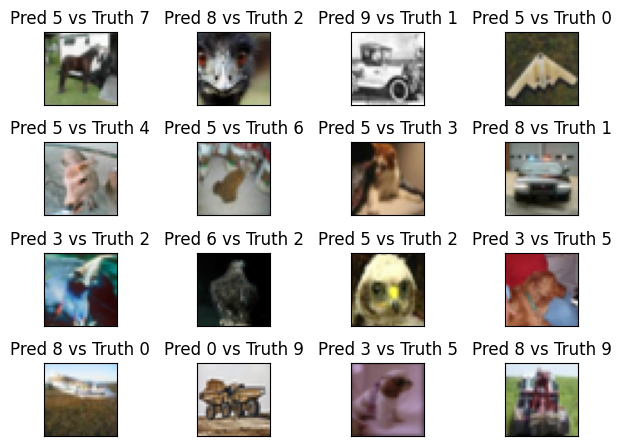 Pred 5 vs Truth 7
Pred 8 vs Truth 2
Pred 9 vs Truth 1
Pred 5 vs Truth 0
Pred 5 vs Truth 4
Pred 5 vs Truth 6
Pred 5 vs Truth 3
Pred 8 vs Truth 1
Pred 3 vs Truth 2
Pred 6 vs Truth 2
Pred 5 vs Truth 2
Pred 3 vs Truth 5
Pred 8 vs Truth 0
Pred 0 vs Truth 9
Pred 3 vs Truth 5
Pred 8 vs Truth 9